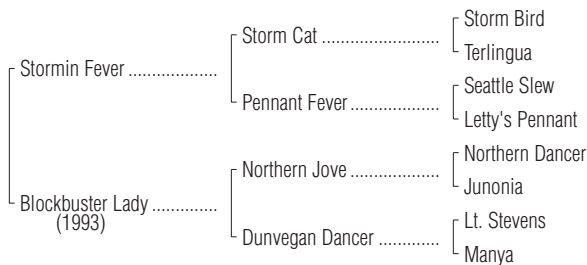 Storm Bird
Storm Cat ..........................
Terlingua
Stormin Fever ....................
Seattle Slew
Pennant Fever ....................
Letty's Pennant
Northern Dancer
Northern Jove ....................
Junonia
Blockbuster Lady ..............
(1993)
Lt. Stevens
Dunvegan Dancer ..............
Manya